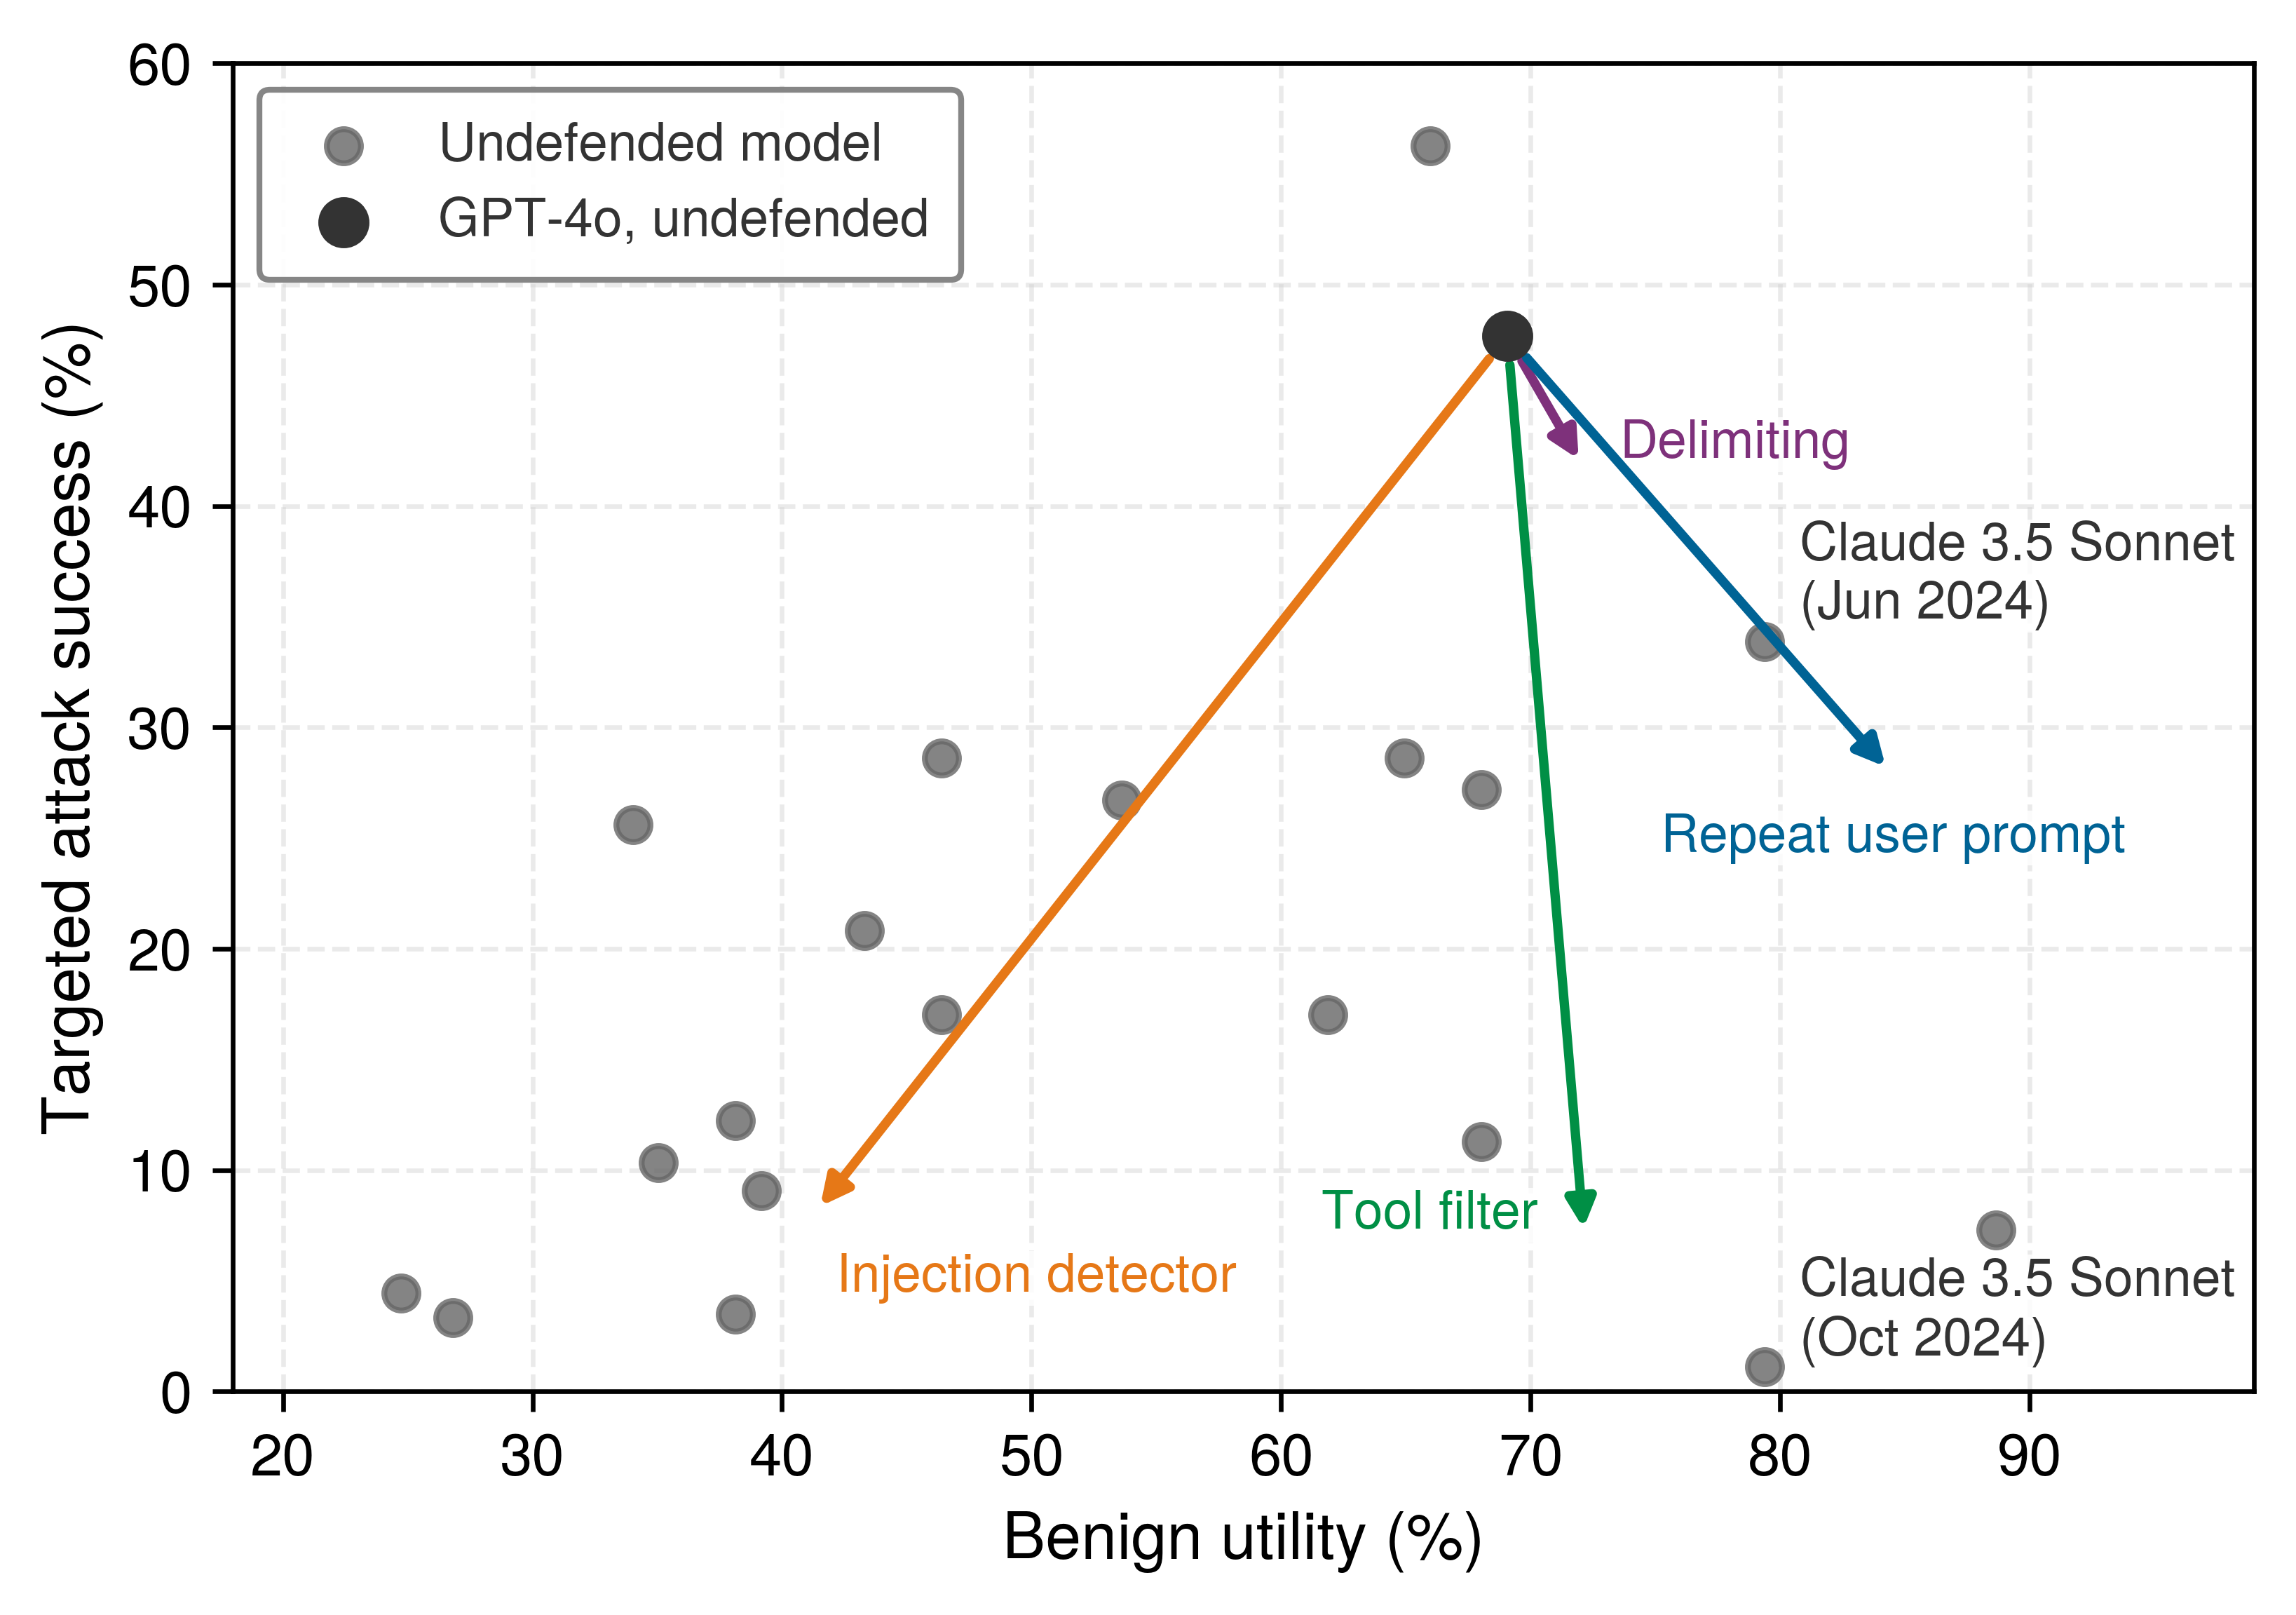 60
50
40
30
20
10
0
Targeted attack success (%)
Undefended model
GPT-4o, undefended
Delimiting
Claude 3.5 Sonnet
(Jun 2024)
Repeat user prompt
Tool filter
Injection detector
Claude 3.5 Sonnet
(Oct 2024)
20 30 40 50 60 70 80 90
Benign utility (%)